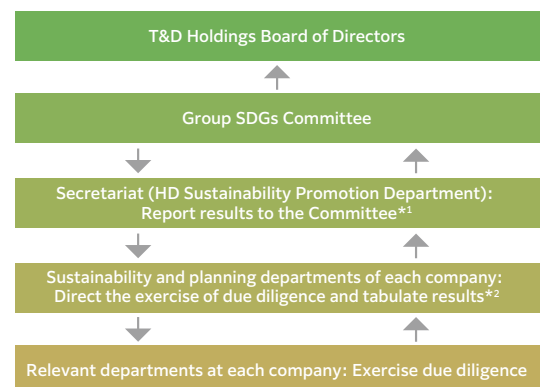 T&D Holdings Board of Directors
Group SDGs Committee
Secretariat (HD Sustainability Promotion Department):
Report results to the Committee*1
Sustainability and planning departments of each company:
Direct the exercise of due diligence and tabulate results*2
Relevant departments at each company: Exercise due diligence